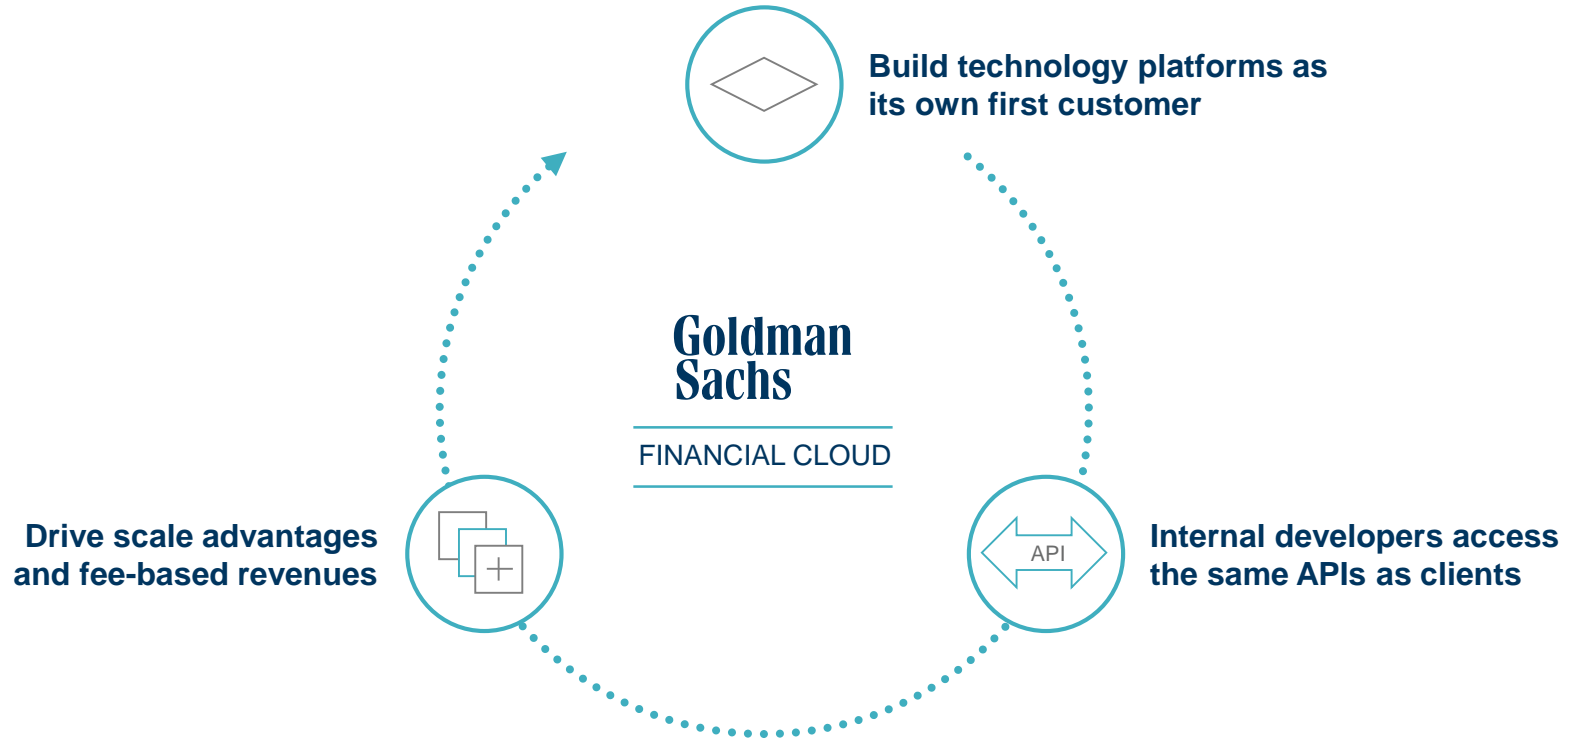 Build technology platforms as
its own first customer
Goldman
Sachs
FINANCIAL CLOUD
Drive scale advantages
and fee-based revenues
API
Internal developers access
the same APIs as clients